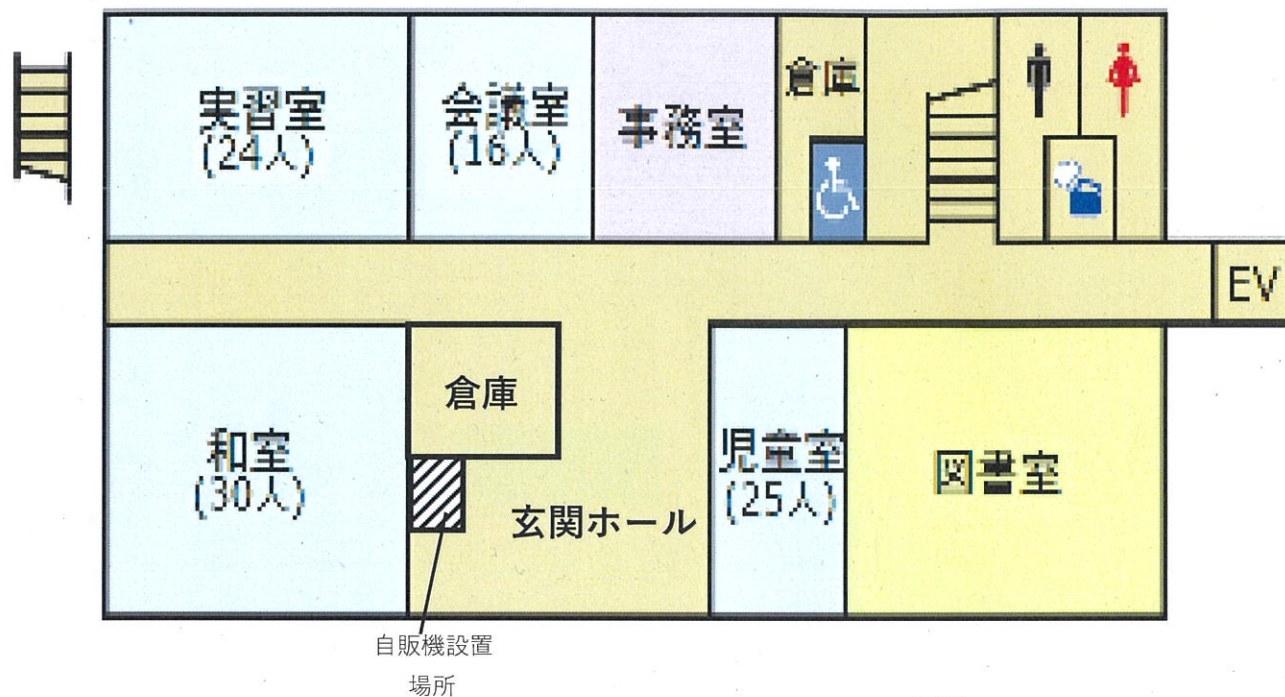 実習室
(24人)
会議室
(16人)
事務室
倉庫
EV
倉庫
和室
(30人)
玄関ホール
児童室
(25人)
図書室
自販機設置
場所